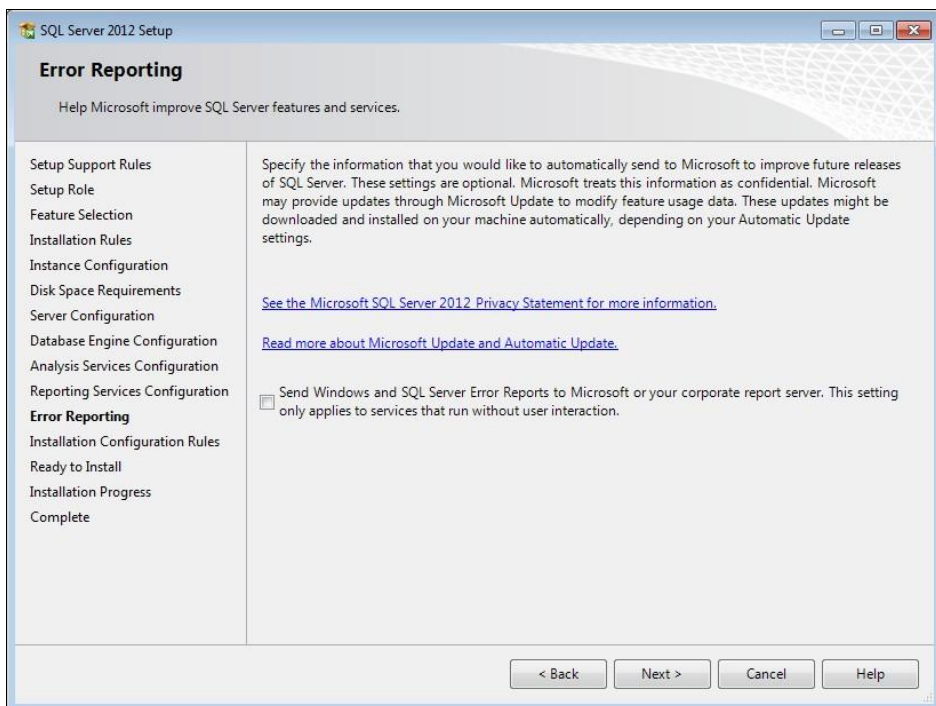 SQL Server 2012 Setup
Error Reporting
Help Microsoft improve SQL Server features and services.
Setup Support Rules
Setup Role
Feature Selection
Installation Rules
Instance Configuration
Disk Space Requirements
Server Configuration
Database Engine Configuration
Analysis Services Configuration
Reporting Services Configuration
Error Reporting
Installation Configuration Rules
Ready to Install
Installation Progress
Complete
Specify the information that you would like to automatically send to Microsoft to improve future releases
of SQL Server. These settings are optional. Microsoft treats this information as confidential. Microsoft
may provide updates through Microsoft Update to modify feature usage data. These updates might be
downloaded and installed on your machine automatically, depending on your Automatic Update
settings.
See the Microsoft SQL Server 2012 Privacy Statement for more information.
Read more about Microsoft Update and Automatic Update.
Send Windows and SQL Server Error Reports to Microsoft or your corporate report server. This setting
only applies to services that run without user interaction.
< Back
Next >
Cancel
Help